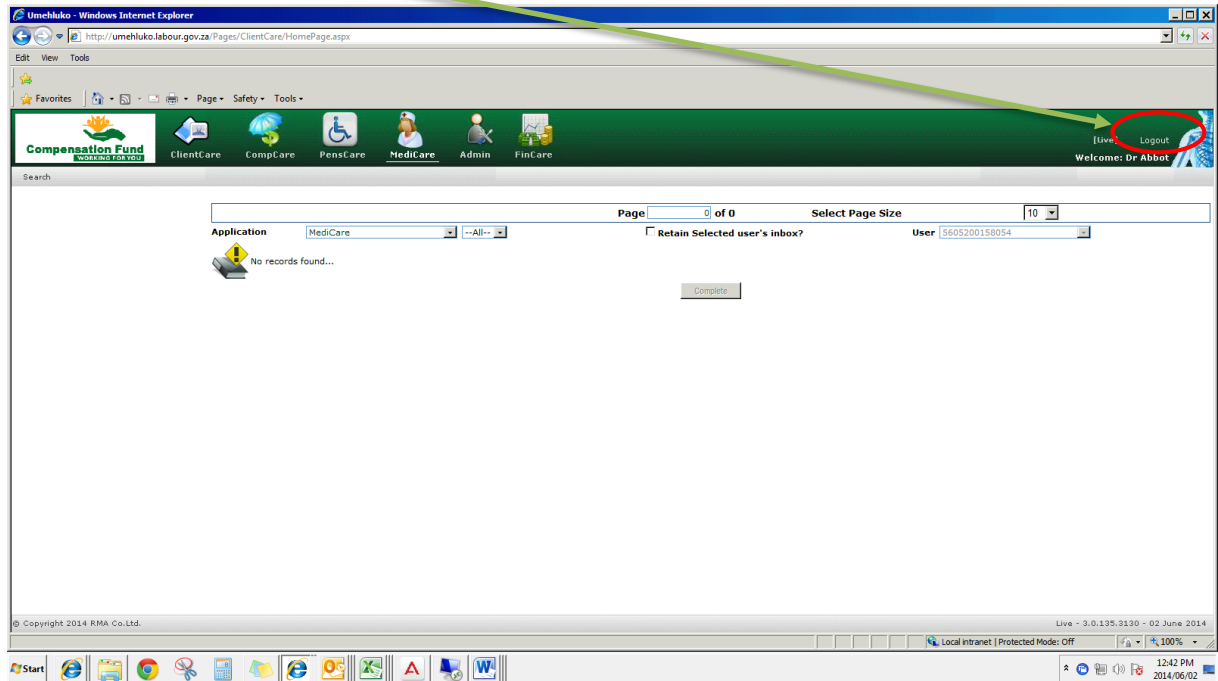 Umehluko - Windows Internet Explorer
http://umehluko.labour.gov.za/Pages/ClientCare/HomePage.aspx
Edit View Tools
Favorites Page Safety Tools
Compensation Fund
WORKING FOR YOU
ClientCare CompCare PensCare MediCare Admin FinCare
[Live] Logout
Welcome: Dr Abbot
Search
Page 0 of 0 Select Page Size 10
Application MediCare --All-- Retain Selected user's inbox? User 5605200158054
No records found...
Complete
© Copyright 2014 RMA Co.Ltd. Live - 3.0.135.3130 - 02 June 2014
Local intranet | Protected Mode: Off 100%
Start 12:42 PM
2014/06/02